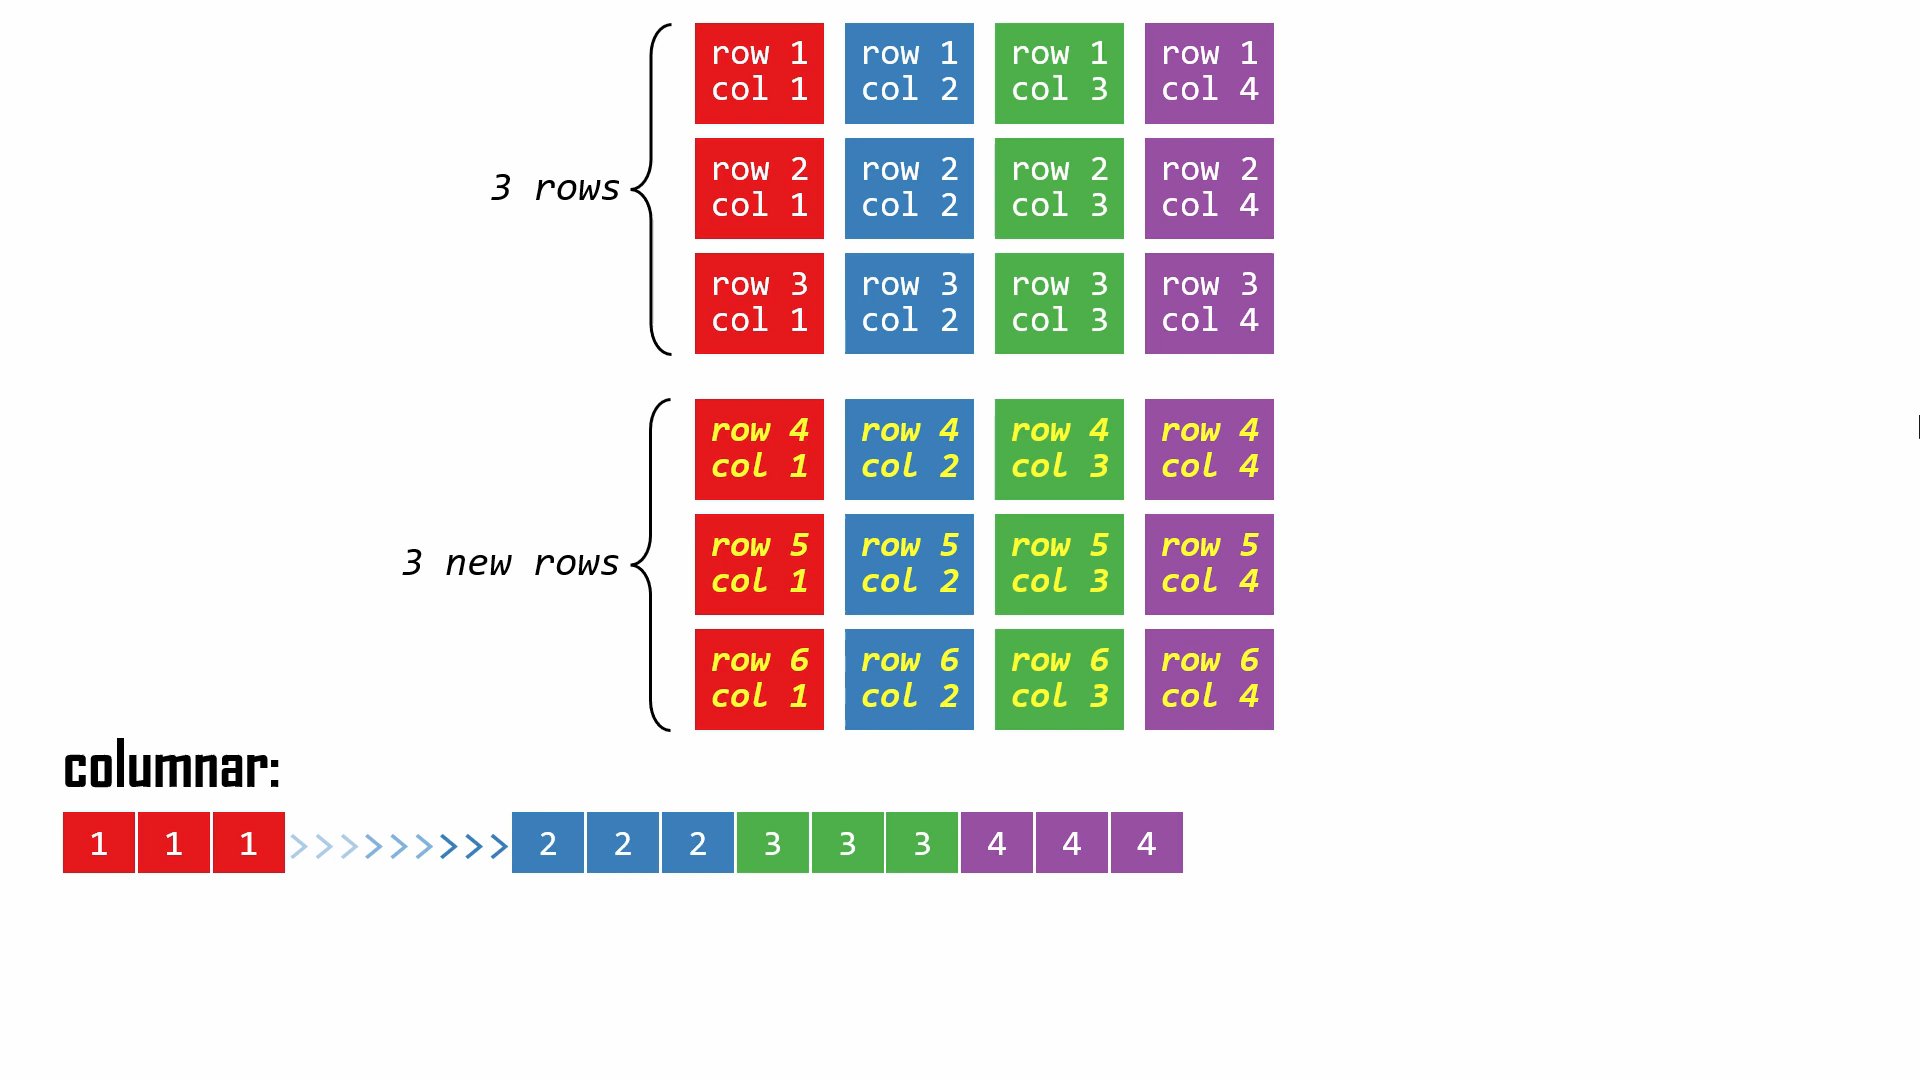 row 1 row 1 row 1 row 1
col 1 col 2 col 3 col 4
3 rows
row 2 row 2 row 2 row 2
col 1 col 2 col 3 col 4
row 3 row 3 row 3 row 3
col 1 col 2 col 3 col 4
row 4 row 4 row 4 row 4
col 1 col 2 col 3 col 4
3 new rows
row 5 row 5 row 5 row 5
col 1 col 2 col 3 col 4
row 6 row 6 row 6 row 6
col 1 col 2 col 3 col 4
columnar:
1 1 1 2 2 2 3 3 3 4 4 4